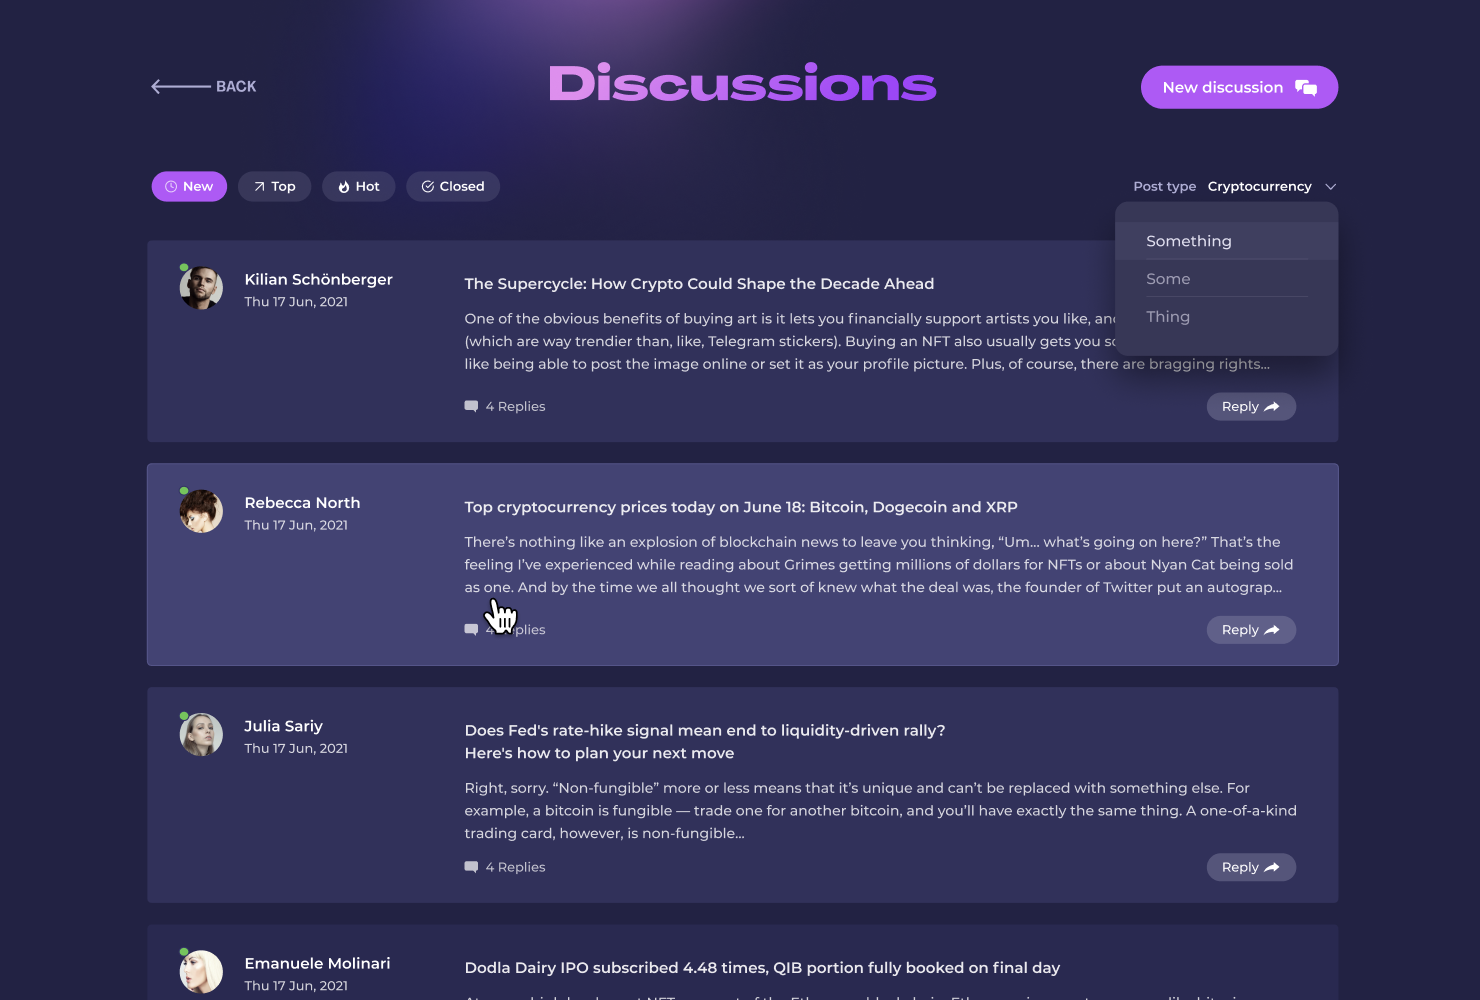 BACK
Discussions
New discussion
New
Top
Hot
Closed
Post type Cryptocurrency
Something
Some
Thing
Kilian Schönberger
Thu 17 Jun, 2021
The Supercycle: How Crypto Could Shape the Decade Ahead
One of the obvious benefits of buying art is it lets you financially support artists you like, and
(which are way trendier than, like, Telegram stickers). Buying an NFT also usually gets you
like being able to post the image online or set it as your profile picture. Plus, of course, there are bragging rights...
4 Replies
Reply
Rebecca North
Thu 17 Jun, 2021
Top cryptocurrency prices today on June 18: Bitcoin, Dogecoin and XRP
There’s nothing like an explosion of blockchain news to leave you thinking, “Um... what’s going on here?” That’s the
feeling I’ve experienced while reading about Grimes getting millions of dollars for NFTs or about Nyan Cat being sold
as one. And by the time we all thought we sort of knew what the deal was, the founder of Twitter put an autograp...
4 Replies
Reply
Julia Sariy
Thu 17 Jun, 2021
Does Fed's rate-hike signal mean end to liquidity-driven rally?
Here's how to plan your next move
Right, sorry. “Non-fungible” more or less means that it’s unique and can’t be replaced with something else. For
example, a bitcoin is fungible — trade one for another bitcoin, and you’ll have exactly the same thing. A one-of-a-kind
trading card, however, is non-fungible...
4 Replies
Reply
Emanuele Molinari
Thu 17 Jun, 2021
Dodla Dairy IPO subscribed 4.48 times, QIB portion fully booked on final day